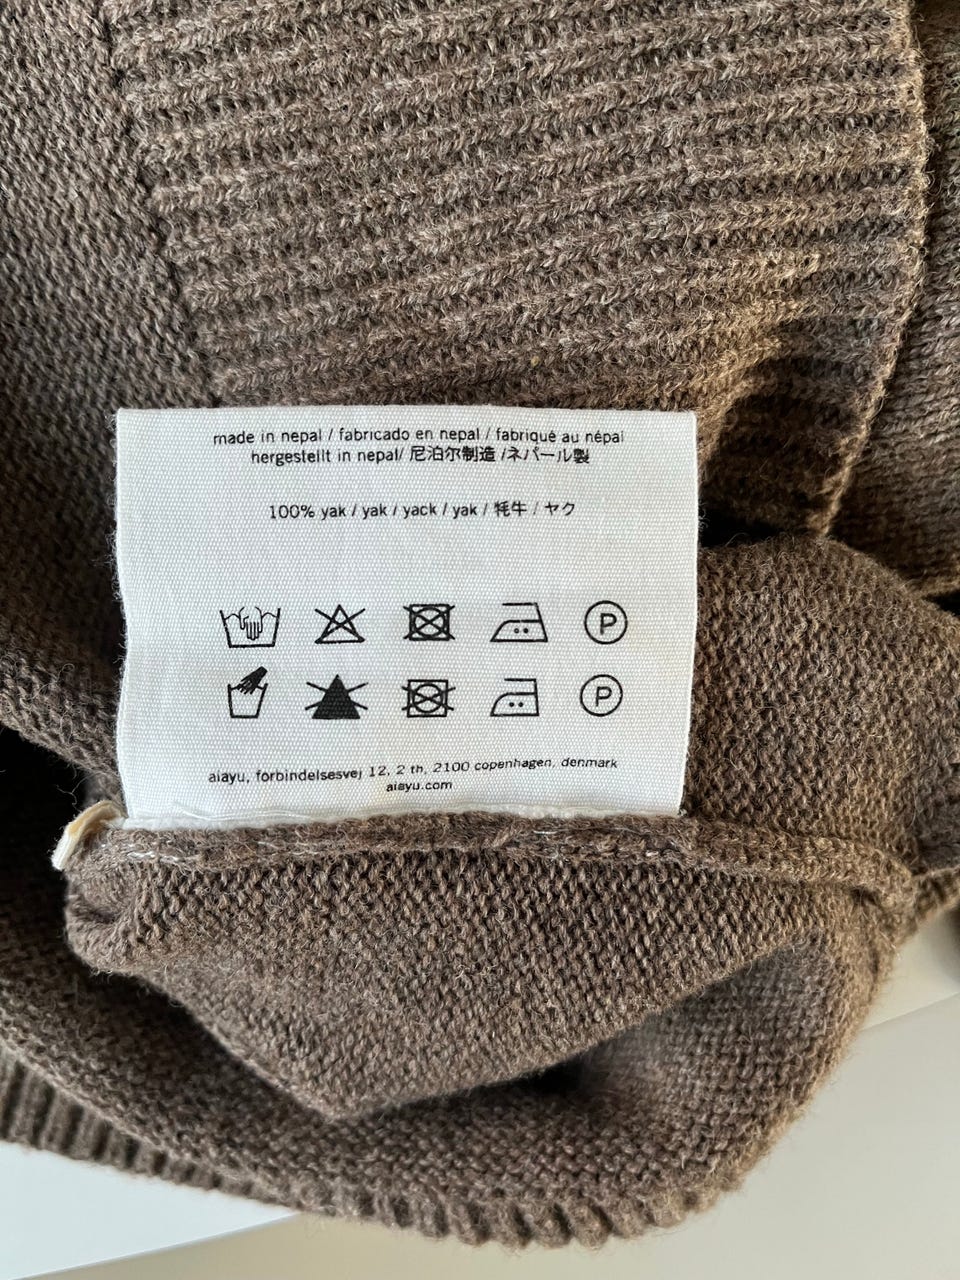 made in nepal / fabricado en nepal / fabriqué au népal
hergestellt in nepal/ 尼泊尔制造 /ネパール製
100% yak / yak / yack / yak / 牦牛 / ヤク
P
P
aiayu, forbindelsesvej 12, 2 th, 2100 copenhagen, denmark
aiayu.com